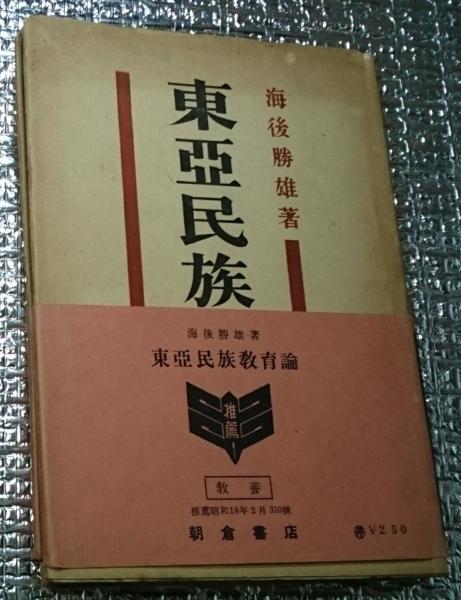 海後勝雄著
東亞民族
海後勝雄著
東亞民族敎育論
推薦
敎養
推薦昭和18年2月310號
朝倉書店
¥2.50